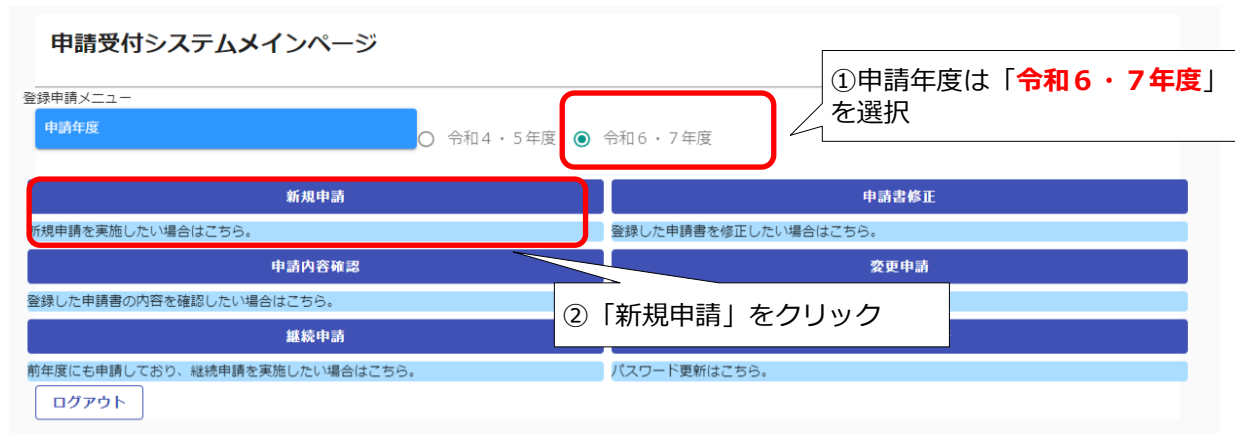 申請受付システムメインページ
①申請年度は「令和６・７年度」
を選択
登録申請メニュー
申請年度
令和４・５年度
令和６・７年度
新規申請
申請書修正
新規申請を実施したい場合はこちら。
登録した申請書を修正したい場合はこちら。
申請内容確認
変更申請
登録した申請書の内容を確認したい場合はこちら。
②「新規申請」をクリック
継続申請
前年度にも申請しており、継続申請を実施したい場合はこちら。
パスワード更新はこちら。
ログアウト